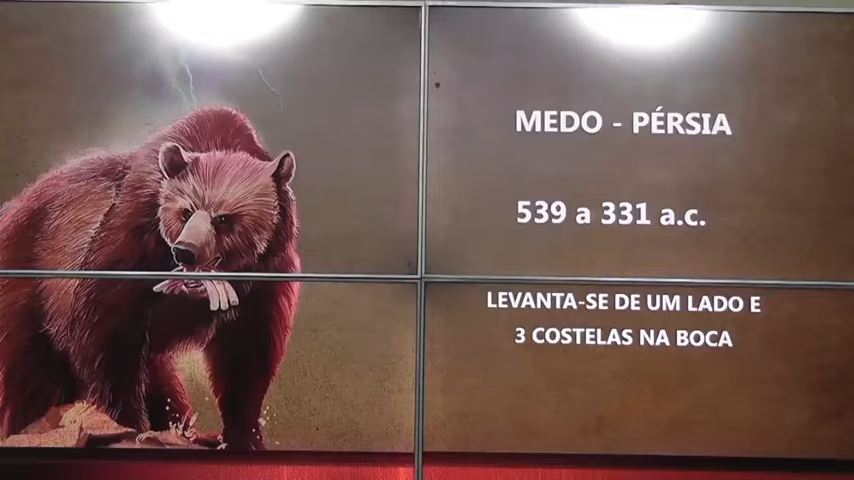 MEDO - PÉRSIA
539 a 331 a.c.
LEVANTA-SE DE UM LADO E
3 COSTELAS NA BOCA